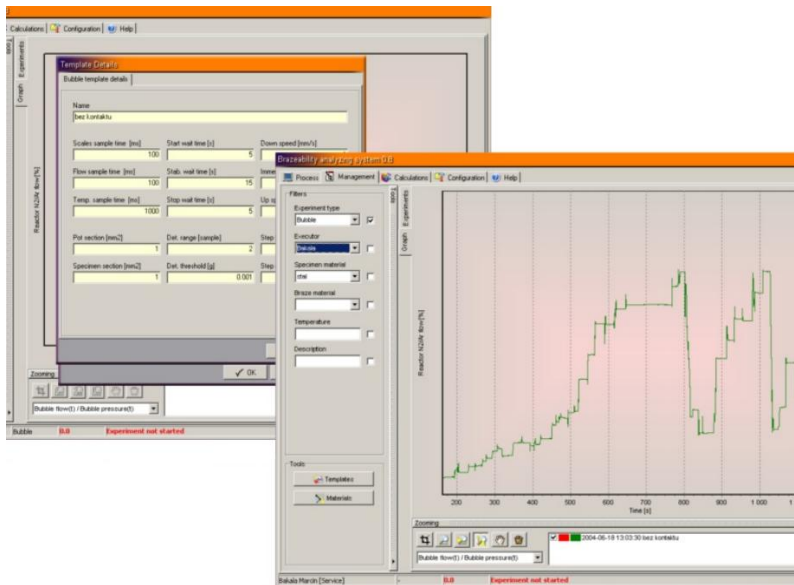 Calculations Configuration Help
Tools
Experiments
Graph
Reactor N2/Ar flow[%]
Template Details
Bubble template details
Name
bez kontaktu
Scales sample time [ms] Start wait time [s] Down speed [mm/s]
100 5
Flow sample time [ms] Stab. wait time [s]
100 15
Temp. sample time [ms] Stop wait time [s]
1000 5
Pot section [mm2] Det. range [sample] Step
1 2
Specimen section [mm2] Det. threshold [g] Step
1 0.001
OK
Zooming
Bubble flow(t) / Bubble pressure(t)
Bubble 0.0 Experiment not started
Brazeability analyzing system 0.8
Process Management Calculations Configuration Help
Filters
Experiment type
Bubble
Executor
Specimen material
stal
Braze material
Temperature
Description
Tools
Templates
Materials
Tools
Experiments
Graph
Reactor N2/Ar flow[%]
200 300 400 500 600 700 800 900 1 000
Time [s]
Zooming
2004-06-18 13:03:30 bez kontaktu
Bubble flow(t) / Bubble pressure(t)
Marcin [Service] - 0.0 Experiment not started